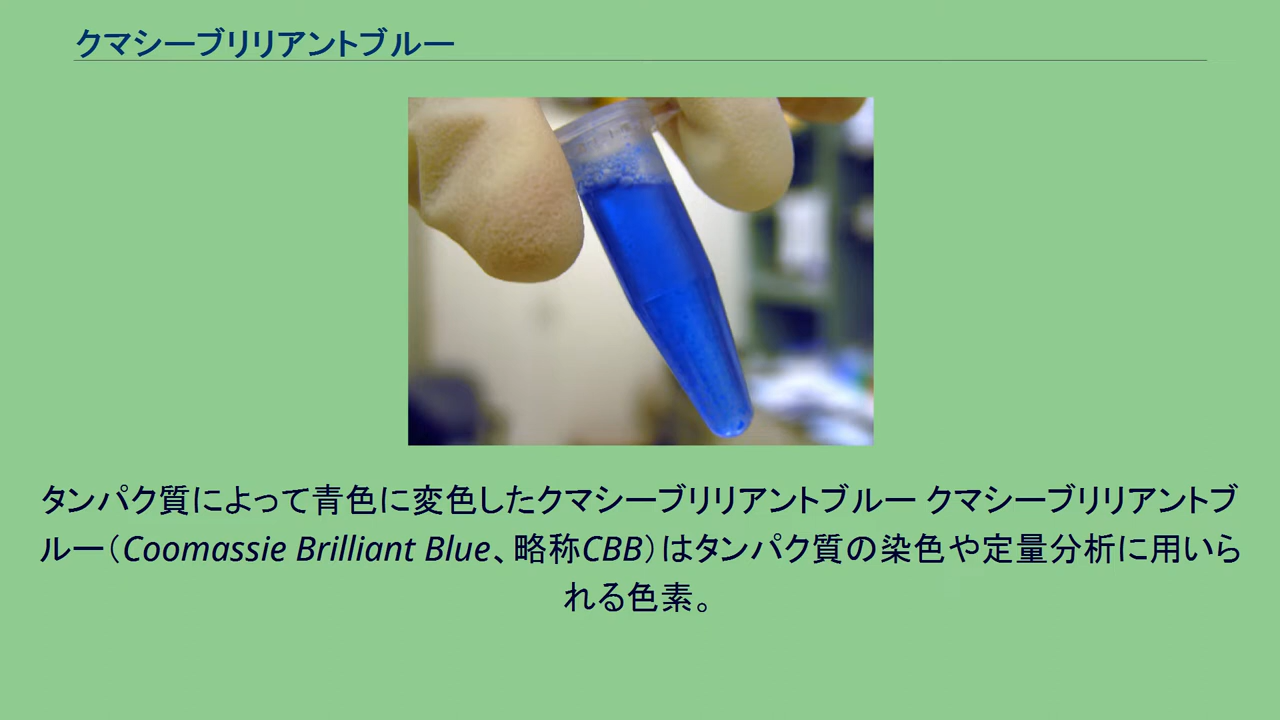 クマシーブリリアントブルー
タンパク質によって青色に変色したクマシーブリリアントブルー クマシーブリリアントブ
ルー（Coomassie Brilliant Blue、略称CBB）はタンパク質の染色や定量分析に用いら
れる色素。